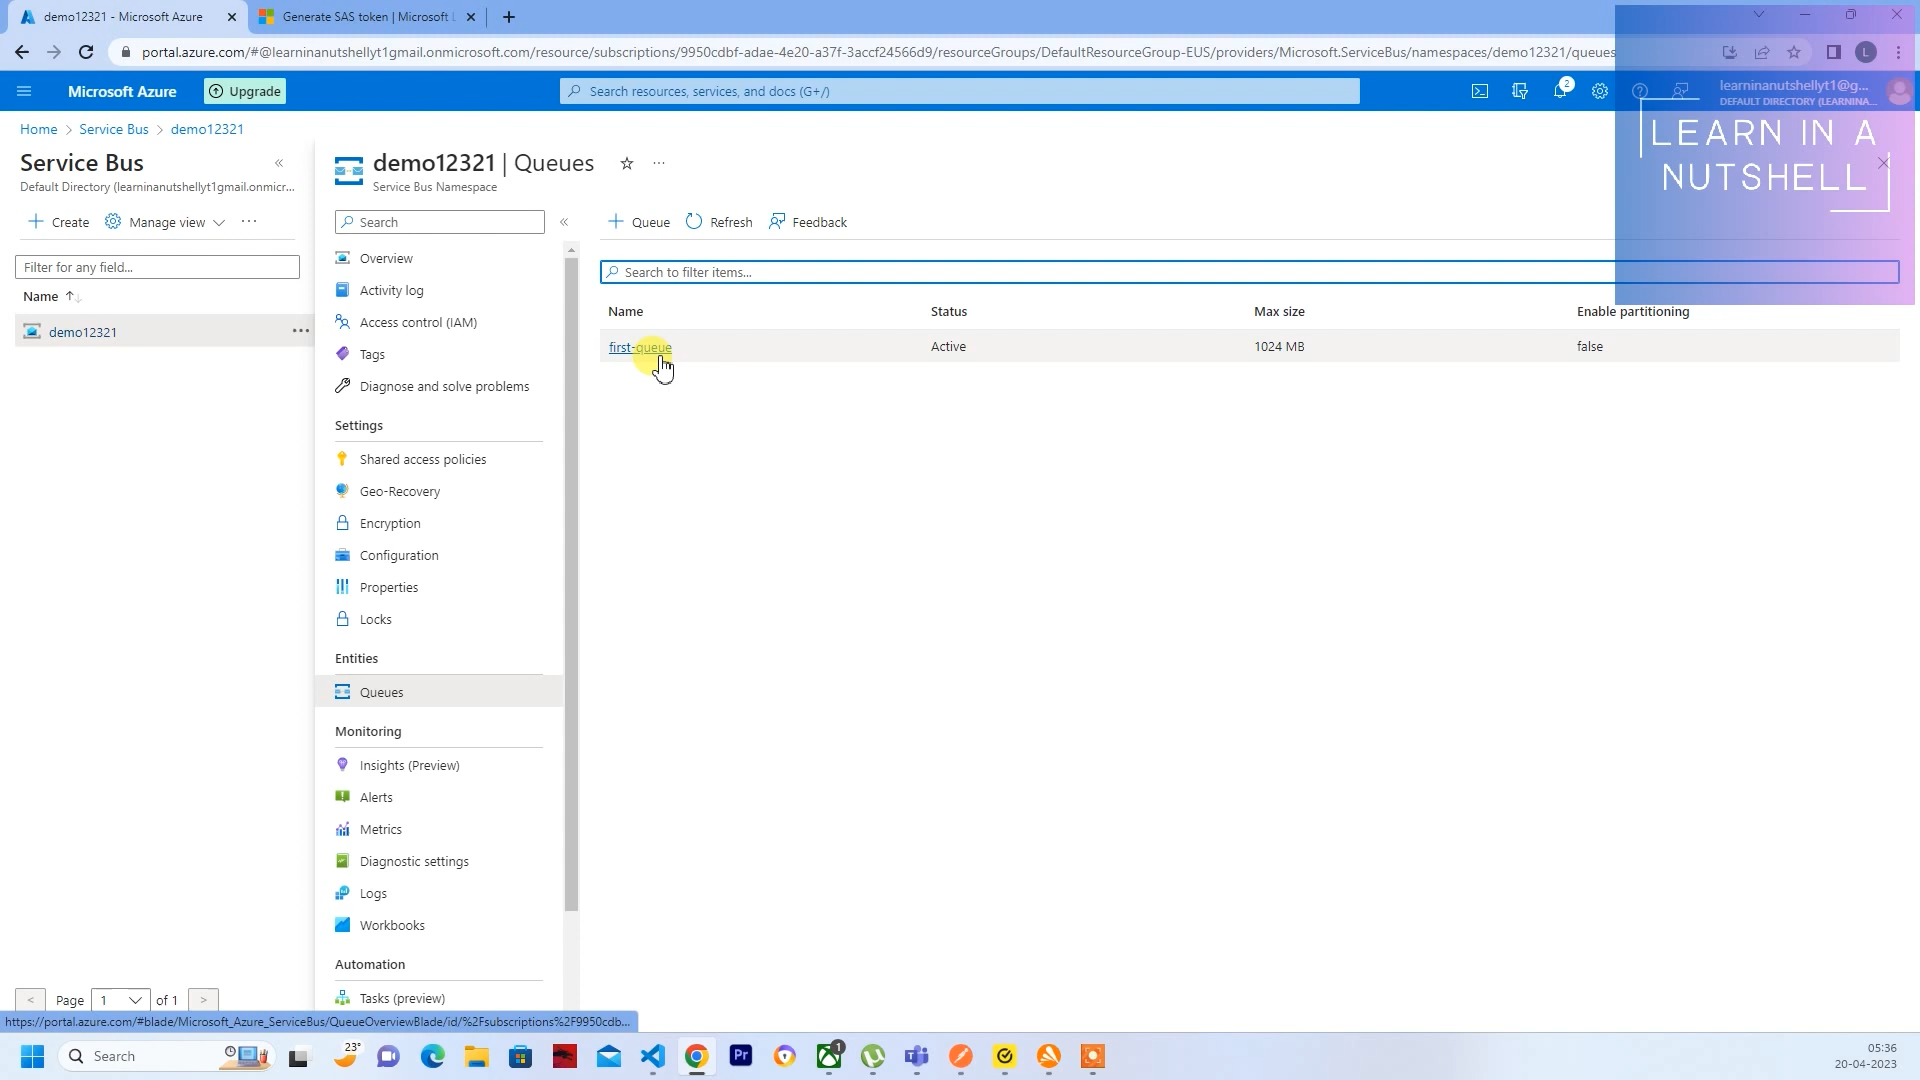 demo12321 - Microsoft Azure
Generate SAS token | Microsoft L
portal.azure.com/#@learninanutshellyt1gmail.onmicrosoft.com/resource/subscriptions/9950cdbf-adae-4e20-a37f-3accf24566d9/resourceGroups/DefaultResourceGroup-EUS/providers/Microsoft.ServiceBus/namespaces/demo12321/queues
L
Microsoft Azure
Upgrade
Search resources, services, and docs (G+/)
2
learninanutshellyt1@g...
DEFAULT DIRECTORY (LEARNINA...
LEARN IN A
NUTSHELL
Home > Service Bus > demo12321
Service Bus
Default Directory (learninanutshellyt1gmail.onmicr...
Create
Manage view
Filter for any field...
Name
demo12321
Page 1 of 1
demo12321 | Queues
Service Bus Namespace
Search
Overview
Activity log
Access control (IAM)
Tags
Diagnose and solve problems
Settings
Shared access policies
Geo-Recovery
Encryption
Configuration
Properties
Locks
Entities
Queues
Monitoring
Insights (Preview)
Alerts
Metrics
Diagnostic settings
Logs
Workbooks
Automation
Tasks (preview)
Queue
Refresh
Feedback
Search to filter items...
Name Status Max size Enable partitioning
first-queue Active 1024 MB false
https://portal.azure.com/#blade/Microsoft_Azure_ServiceBus/QueueOverviewBlade/id/%2Fsubscriptions%2F9950cdb...
Search
23°
Pr
1
05:36
20-04-2023